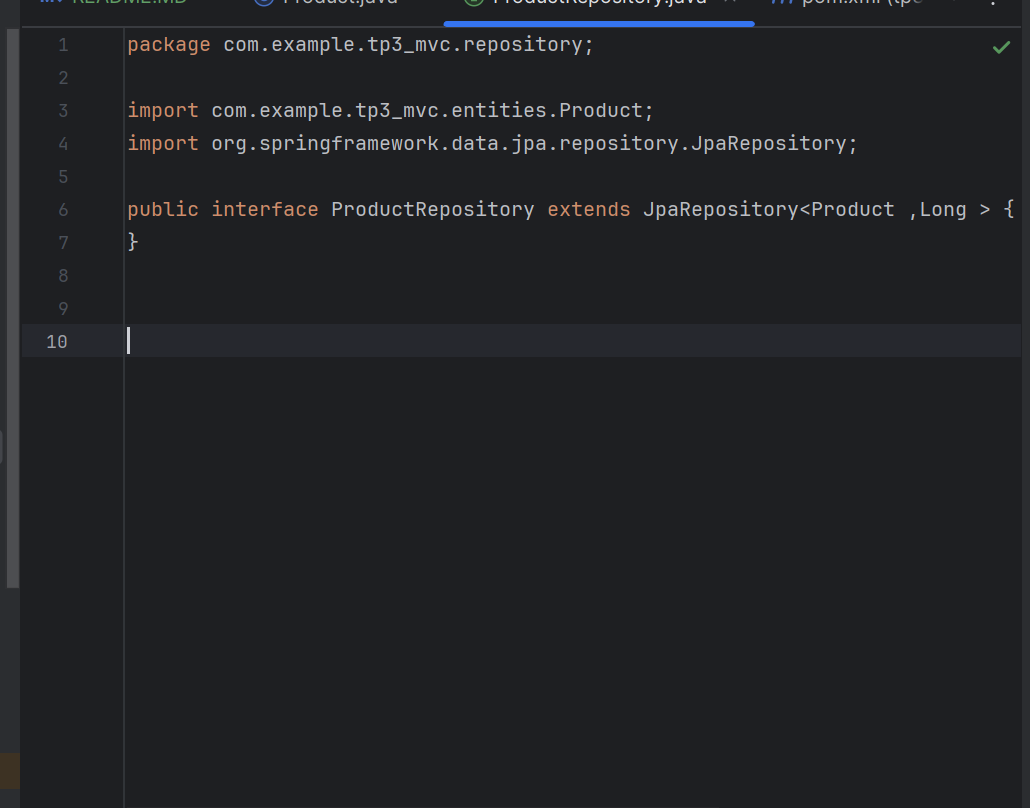 README.MD Product.java ProductRepository.java pom.xml (tp3
1 package com.example.tp3_mvc.repository;
2
3 import com.example.tp3_mvc.entities.Product;
4 import org.springframework.data.jpa.repository.JpaRepository;
5
6 public interface ProductRepository extends JpaRepository<Product ,Long > {
7 }
8
9
10